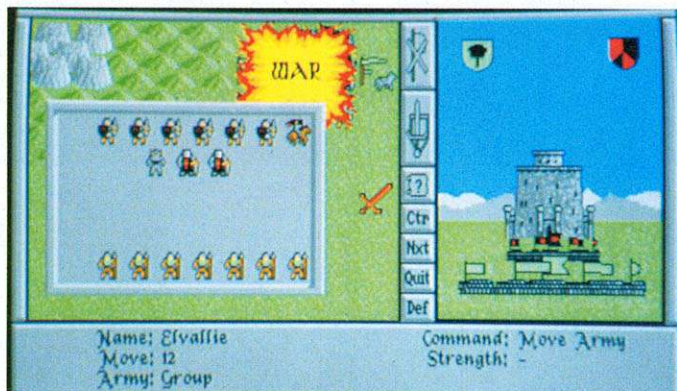 WAR
?
Ctr
Nxt
Quit
Def
Name: Elvallie
Move: 12
Army: Group
Command: Move Army
Strength: -